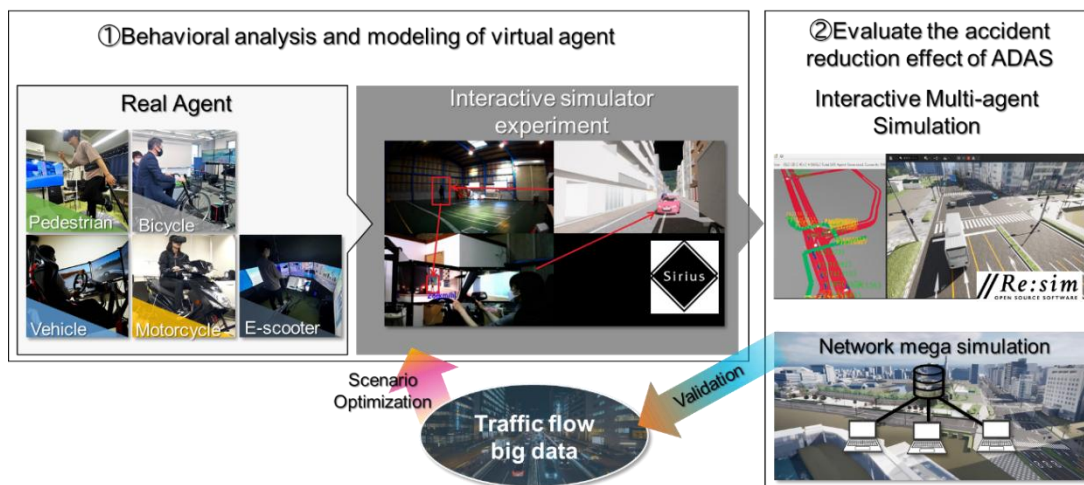 ①Behavioral analysis and modeling of virtual agent
Real Agent
Pedestrian
Bicycle
Vehicle
Motorcycle
E-scooter
Interactive simulator
experiment
Sirius
Scenario
Optimization
Traffic flow
big data
Validation
②Evaluate the accident
reduction effect of ADAS
Interactive Multi-agent
Simulation
//Re:sim
OPEN SOURCE SOFTWARE
Network mega simulation